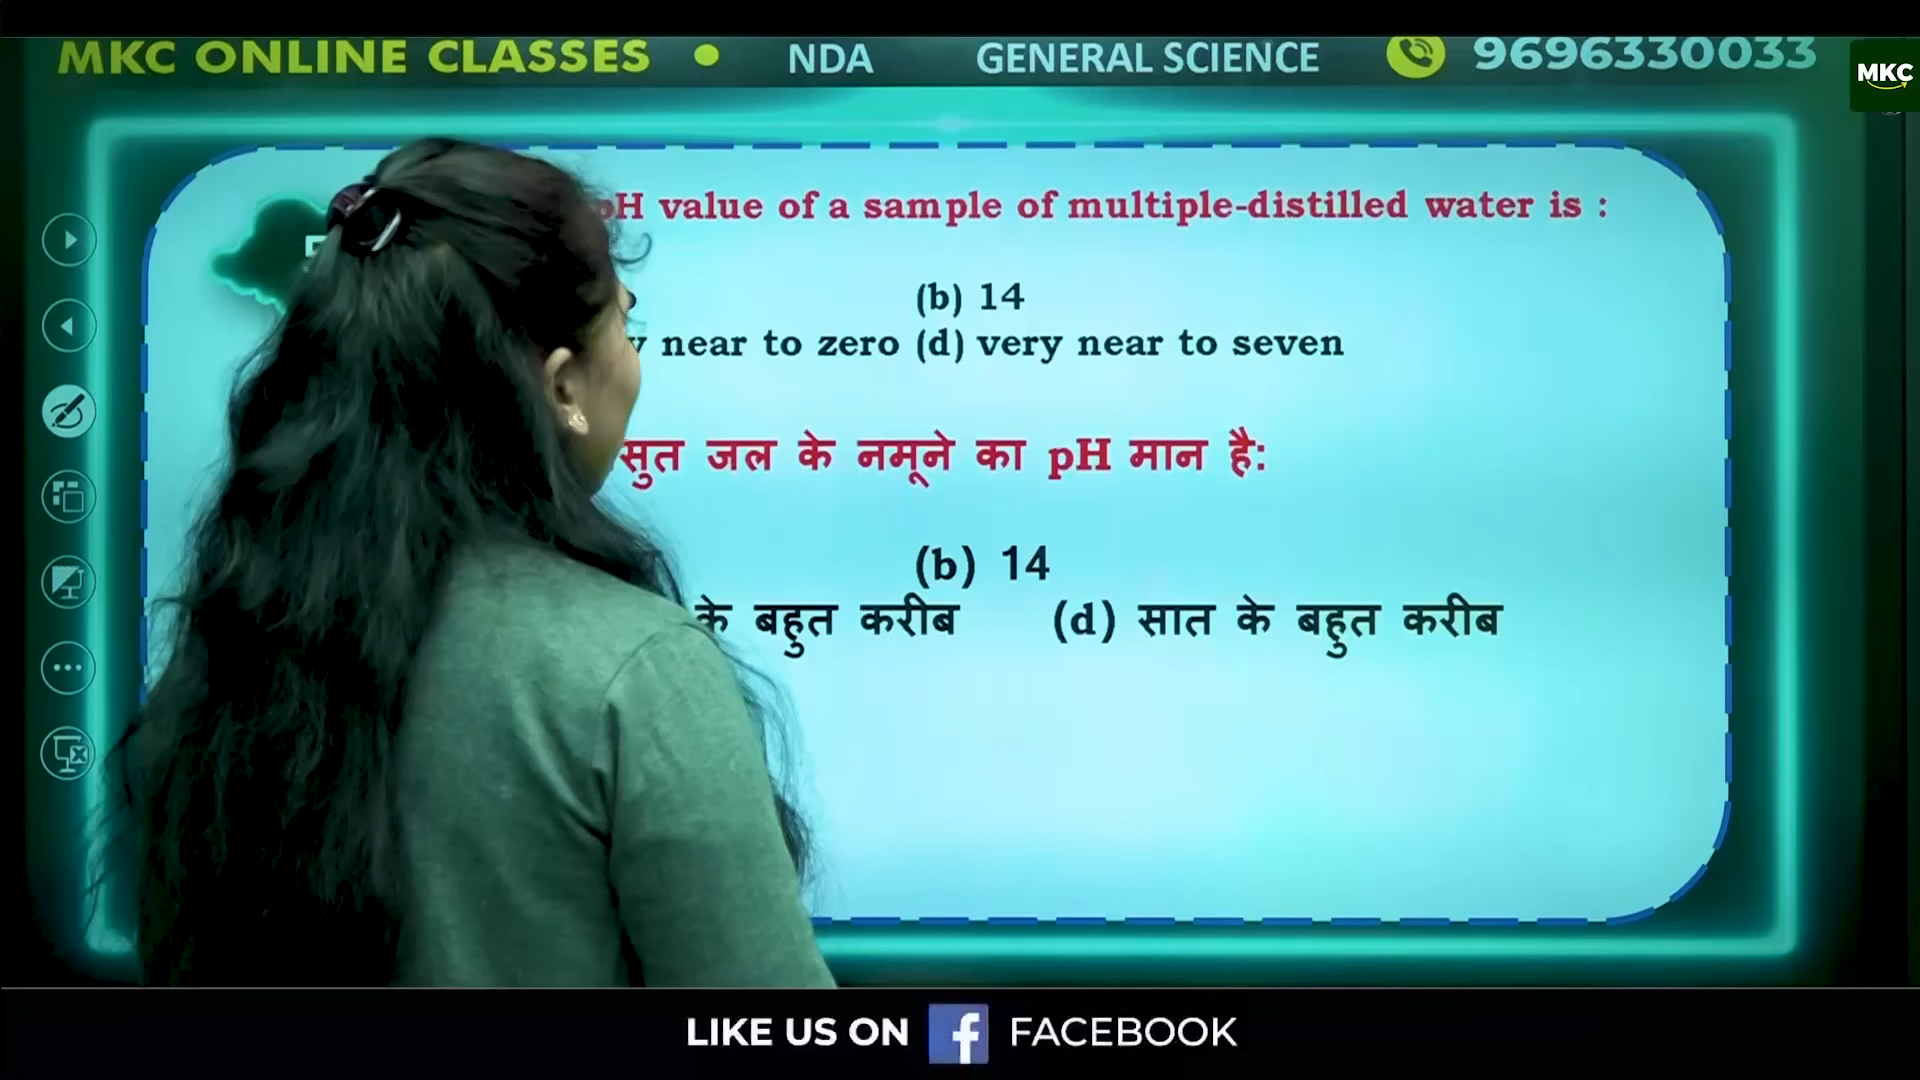 MKC ONLINE CLASSES • NDA GENERAL SCIENCE 9696330033
MKC
pH value of a sample of multiple-distilled water is :
(b) 14
near to zero (d) very near to seven
जल के नमूने का pH मान है:
(b) 14
के बहुत करीब (d) सात के बहुत करीब
LIKE US ON f FACEBOOK